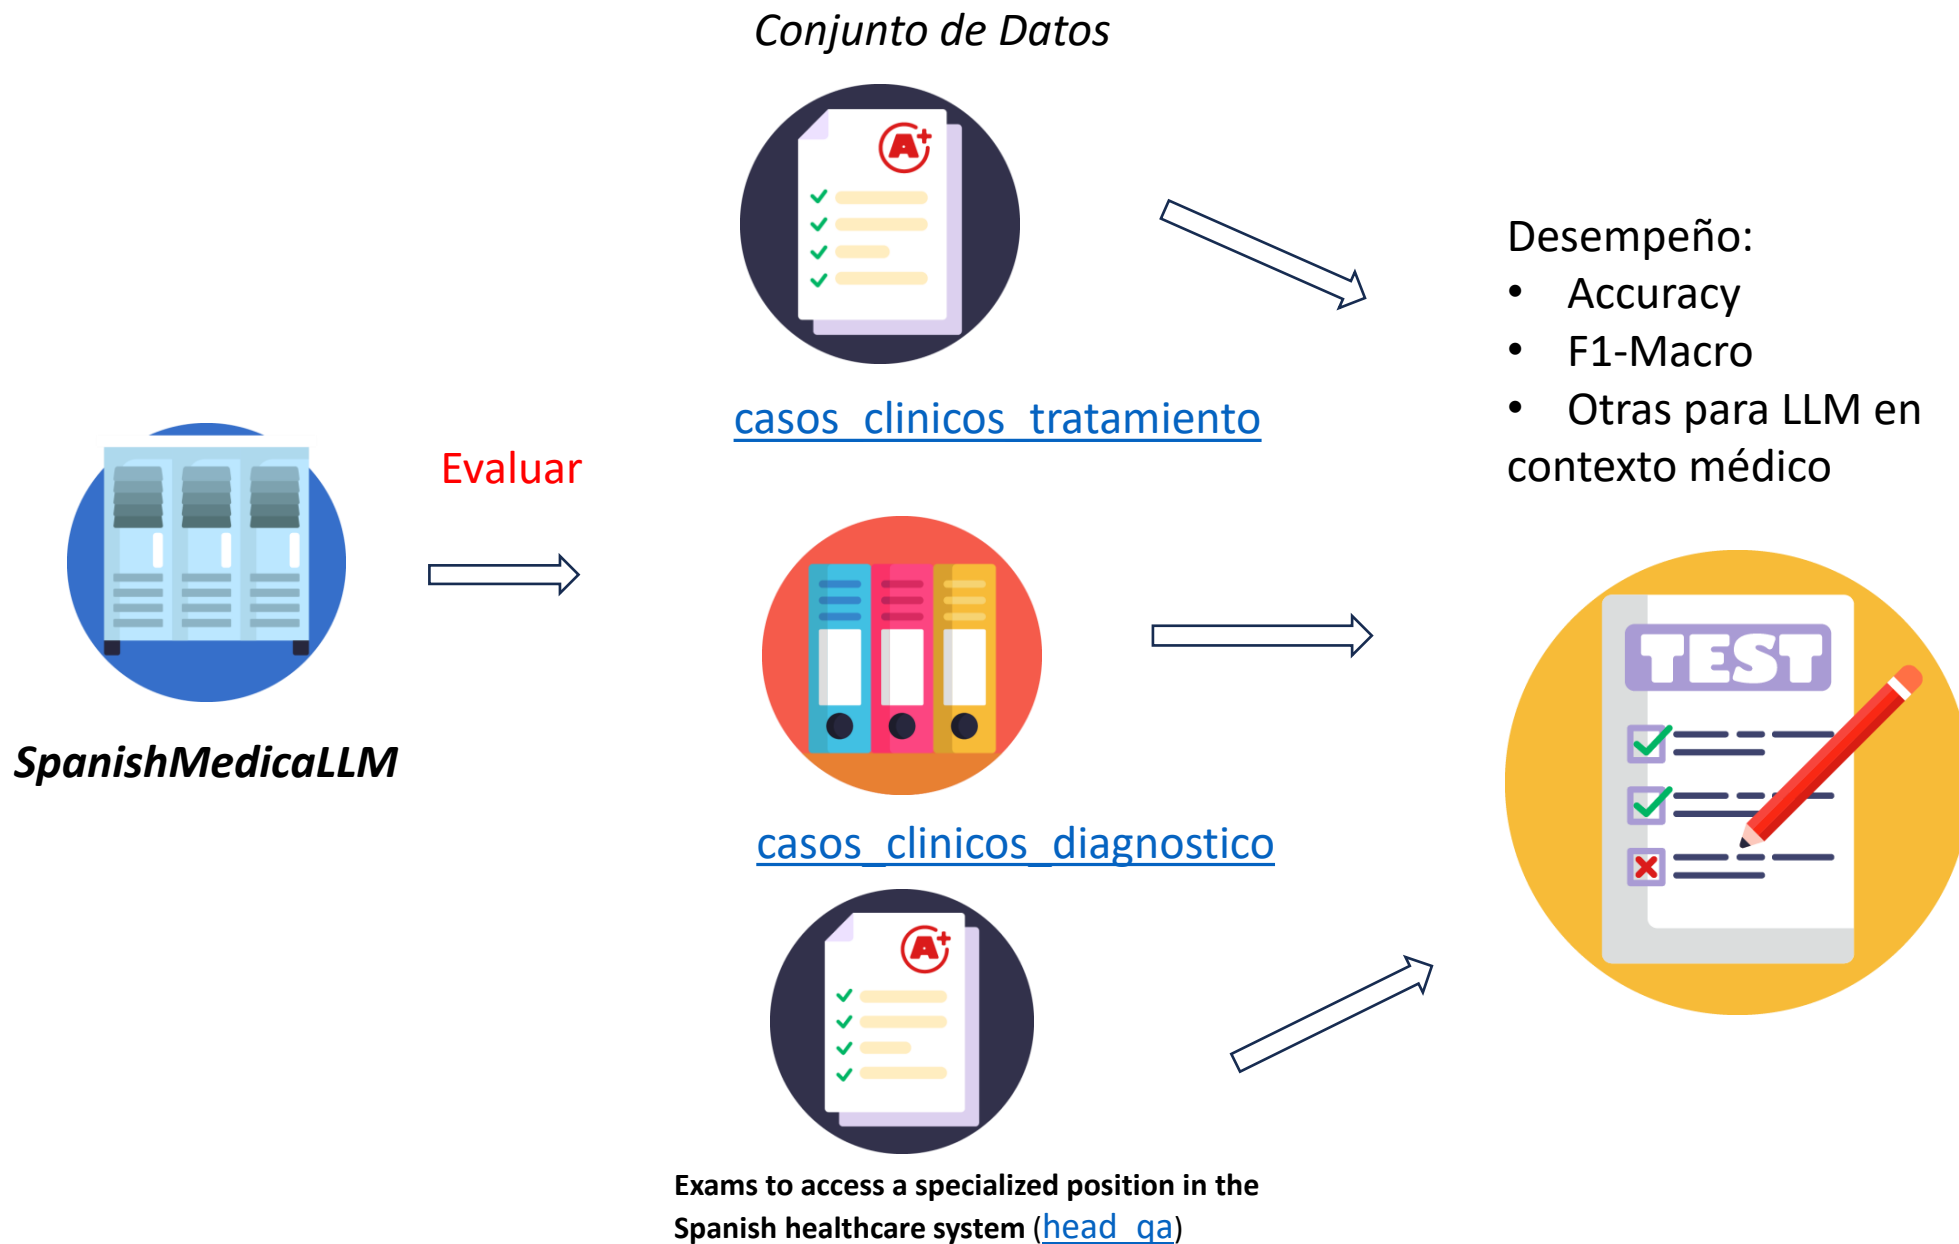 Conjunto de Datos
casos_clinicos_tratamiento
Evaluar
SpanishMedicaLLM
casos_clinicos_diagnostico
Exams to access a specialized position in the
Spanish healthcare system (head_qa)
Desempeño:
• Accuracy
• F1-Macro
• Otras para LLM en
contexto médico
A+
TEST
A+